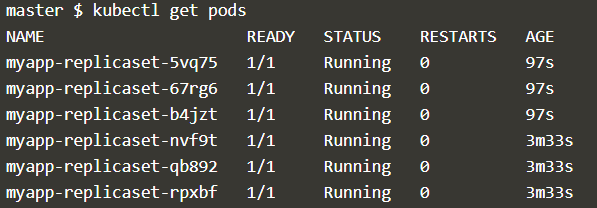 master $ kubectl get pods
NAME READY STATUS RESTARTS AGE
myapp-replicaset-5vq75 1/1 Running 0 97s
myapp-replicaset-67rg6 1/1 Running 0 97s
myapp-replicaset-b4jzt 1/1 Running 0 97s
myapp-replicaset-nvf9t 1/1 Running 0 3m33s
myapp-replicaset-qb892 1/1 Running 0 3m33s
myapp-replicaset-rpxbf 1/1 Running 0 3m33s